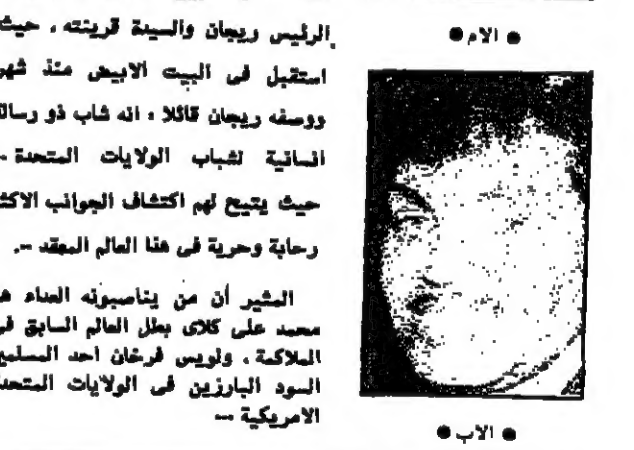 الرئيس ريجان والسيدة قرينته ، حيث
استقبل فى البيت الابيض منذ شهر
ووصفه ريجان قائلا : انه شاب ذو رسالة
انسانية لشباب الولايات المتحدة ..
حيث يتيح لهم اكتشاف الجوانب الاكثر
رحابة وحرية فى هذا العالم المعقد ..
المثير أن من يناصبونه العداء هم
محمد على كلاى بطل العالم السابق فى
الملاكمة ، ولويس فرخان احد المسلمين
السود البارزين فى الولايات المتحدة
الامريكية ...
● الام ●
● الاب ●